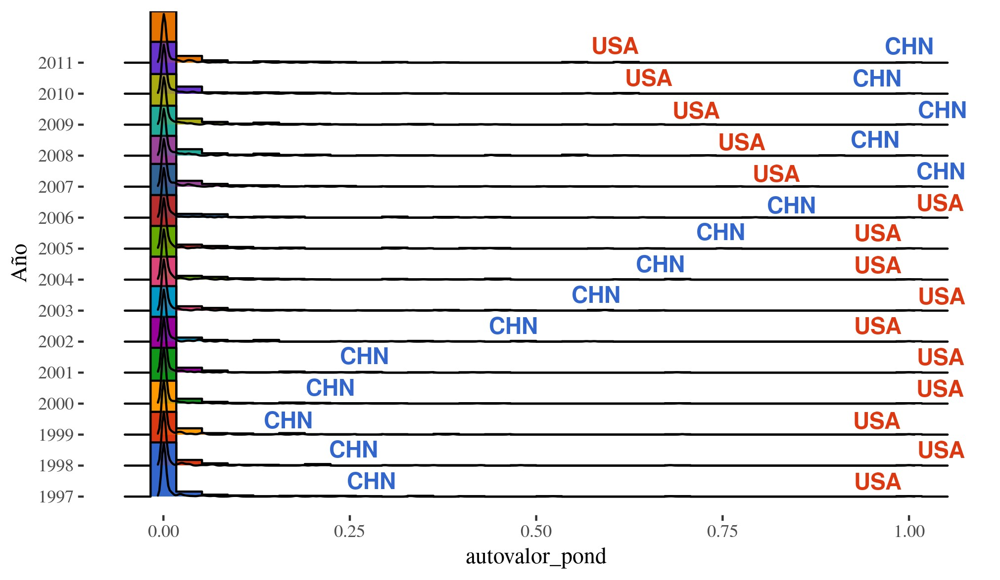 USA CHN
2011
USA CHN
2010
USA CHN
2009
USA CHN
2008
USA CHN
2007
CHN USA
2006
CHN USA
2005
CHN USA
2004
CHN USA
2003
CHN USA
2002
CHN USA
2001
CHN USA
2000
CHN USA
1999
CHN USA
1998
CHN USA
1997
Año
0.00 0.25 0.50 0.75 1.00
autovalor_pond